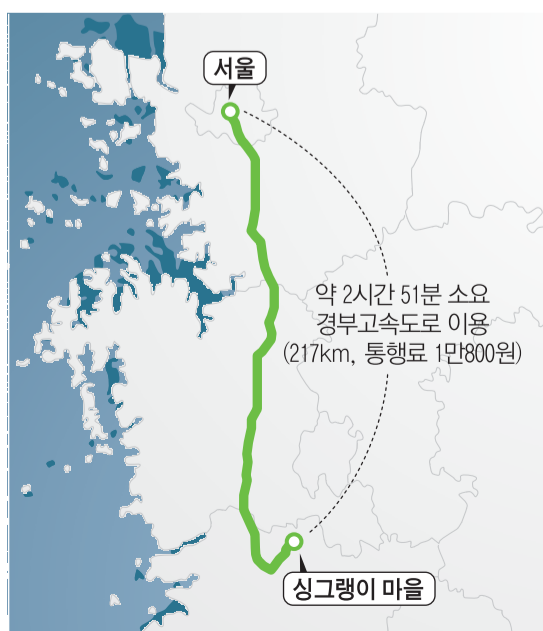 서울
약 2시간 51분 소요
경부고속도로 이용
(217km, 통행료 1만800원)
싱그랭이 마을